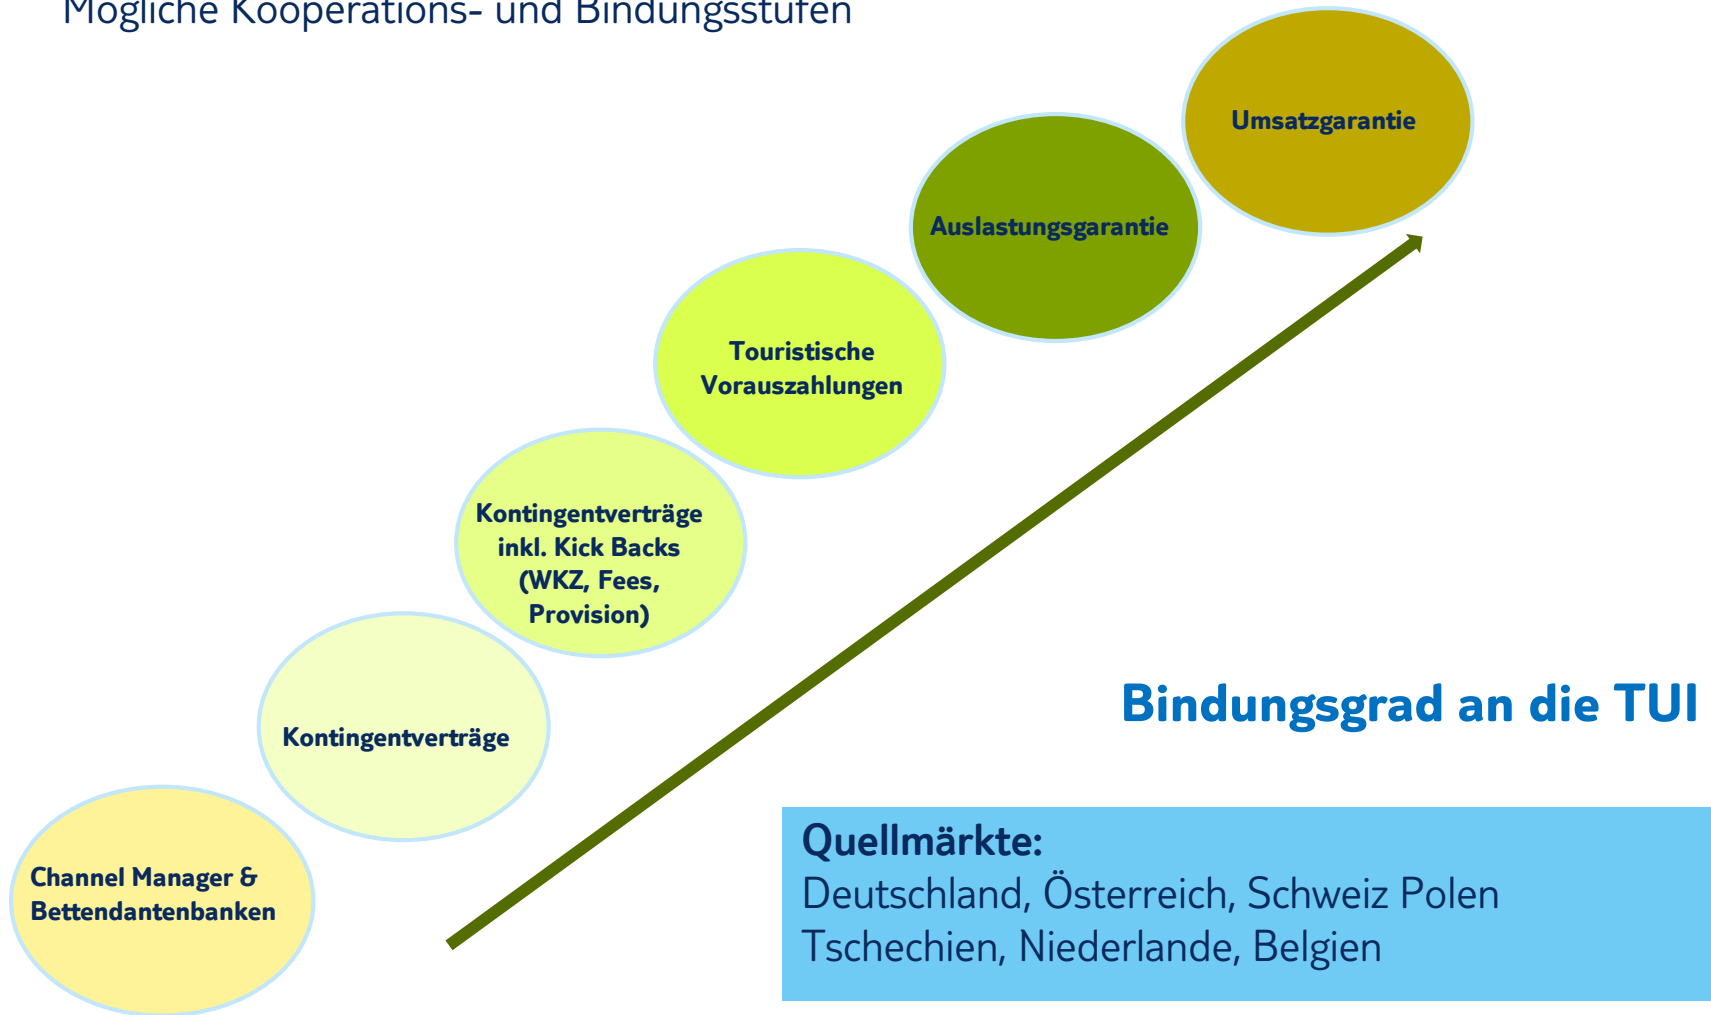 Mögliche Kooperations- und Bindungsstufen
Umsatzgarantie
Auslastungsgarantie
Touristische
Vorauszahlungen
Kontingentverträge
inkl. Kick Backs
(WKZ, Fees,
Provision)
Kontingentverträge
Channel Manager &
Bettendantenbanken
Bindungsgrad an die TUI
Quellmärkte:
Deutschland, Österreich, Schweiz Polen
Tschechien, Niederlande, Belgien